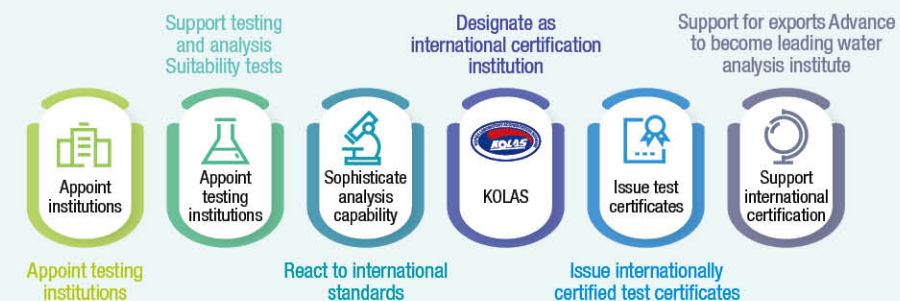 Support testing
and analysis
Suitability tests
Designate as
international certification
institution
Support for exports Advance
to become leading water
analysis institute
Appoint
institutions
Appoint
testing
institutions
Sophisticate
analysis
capability
KOLAS
KOLAS
Issue test
certificates
Support
international
certification
Appoint testing
institutions
React to international
standards
Issue internationally
certified test certificates